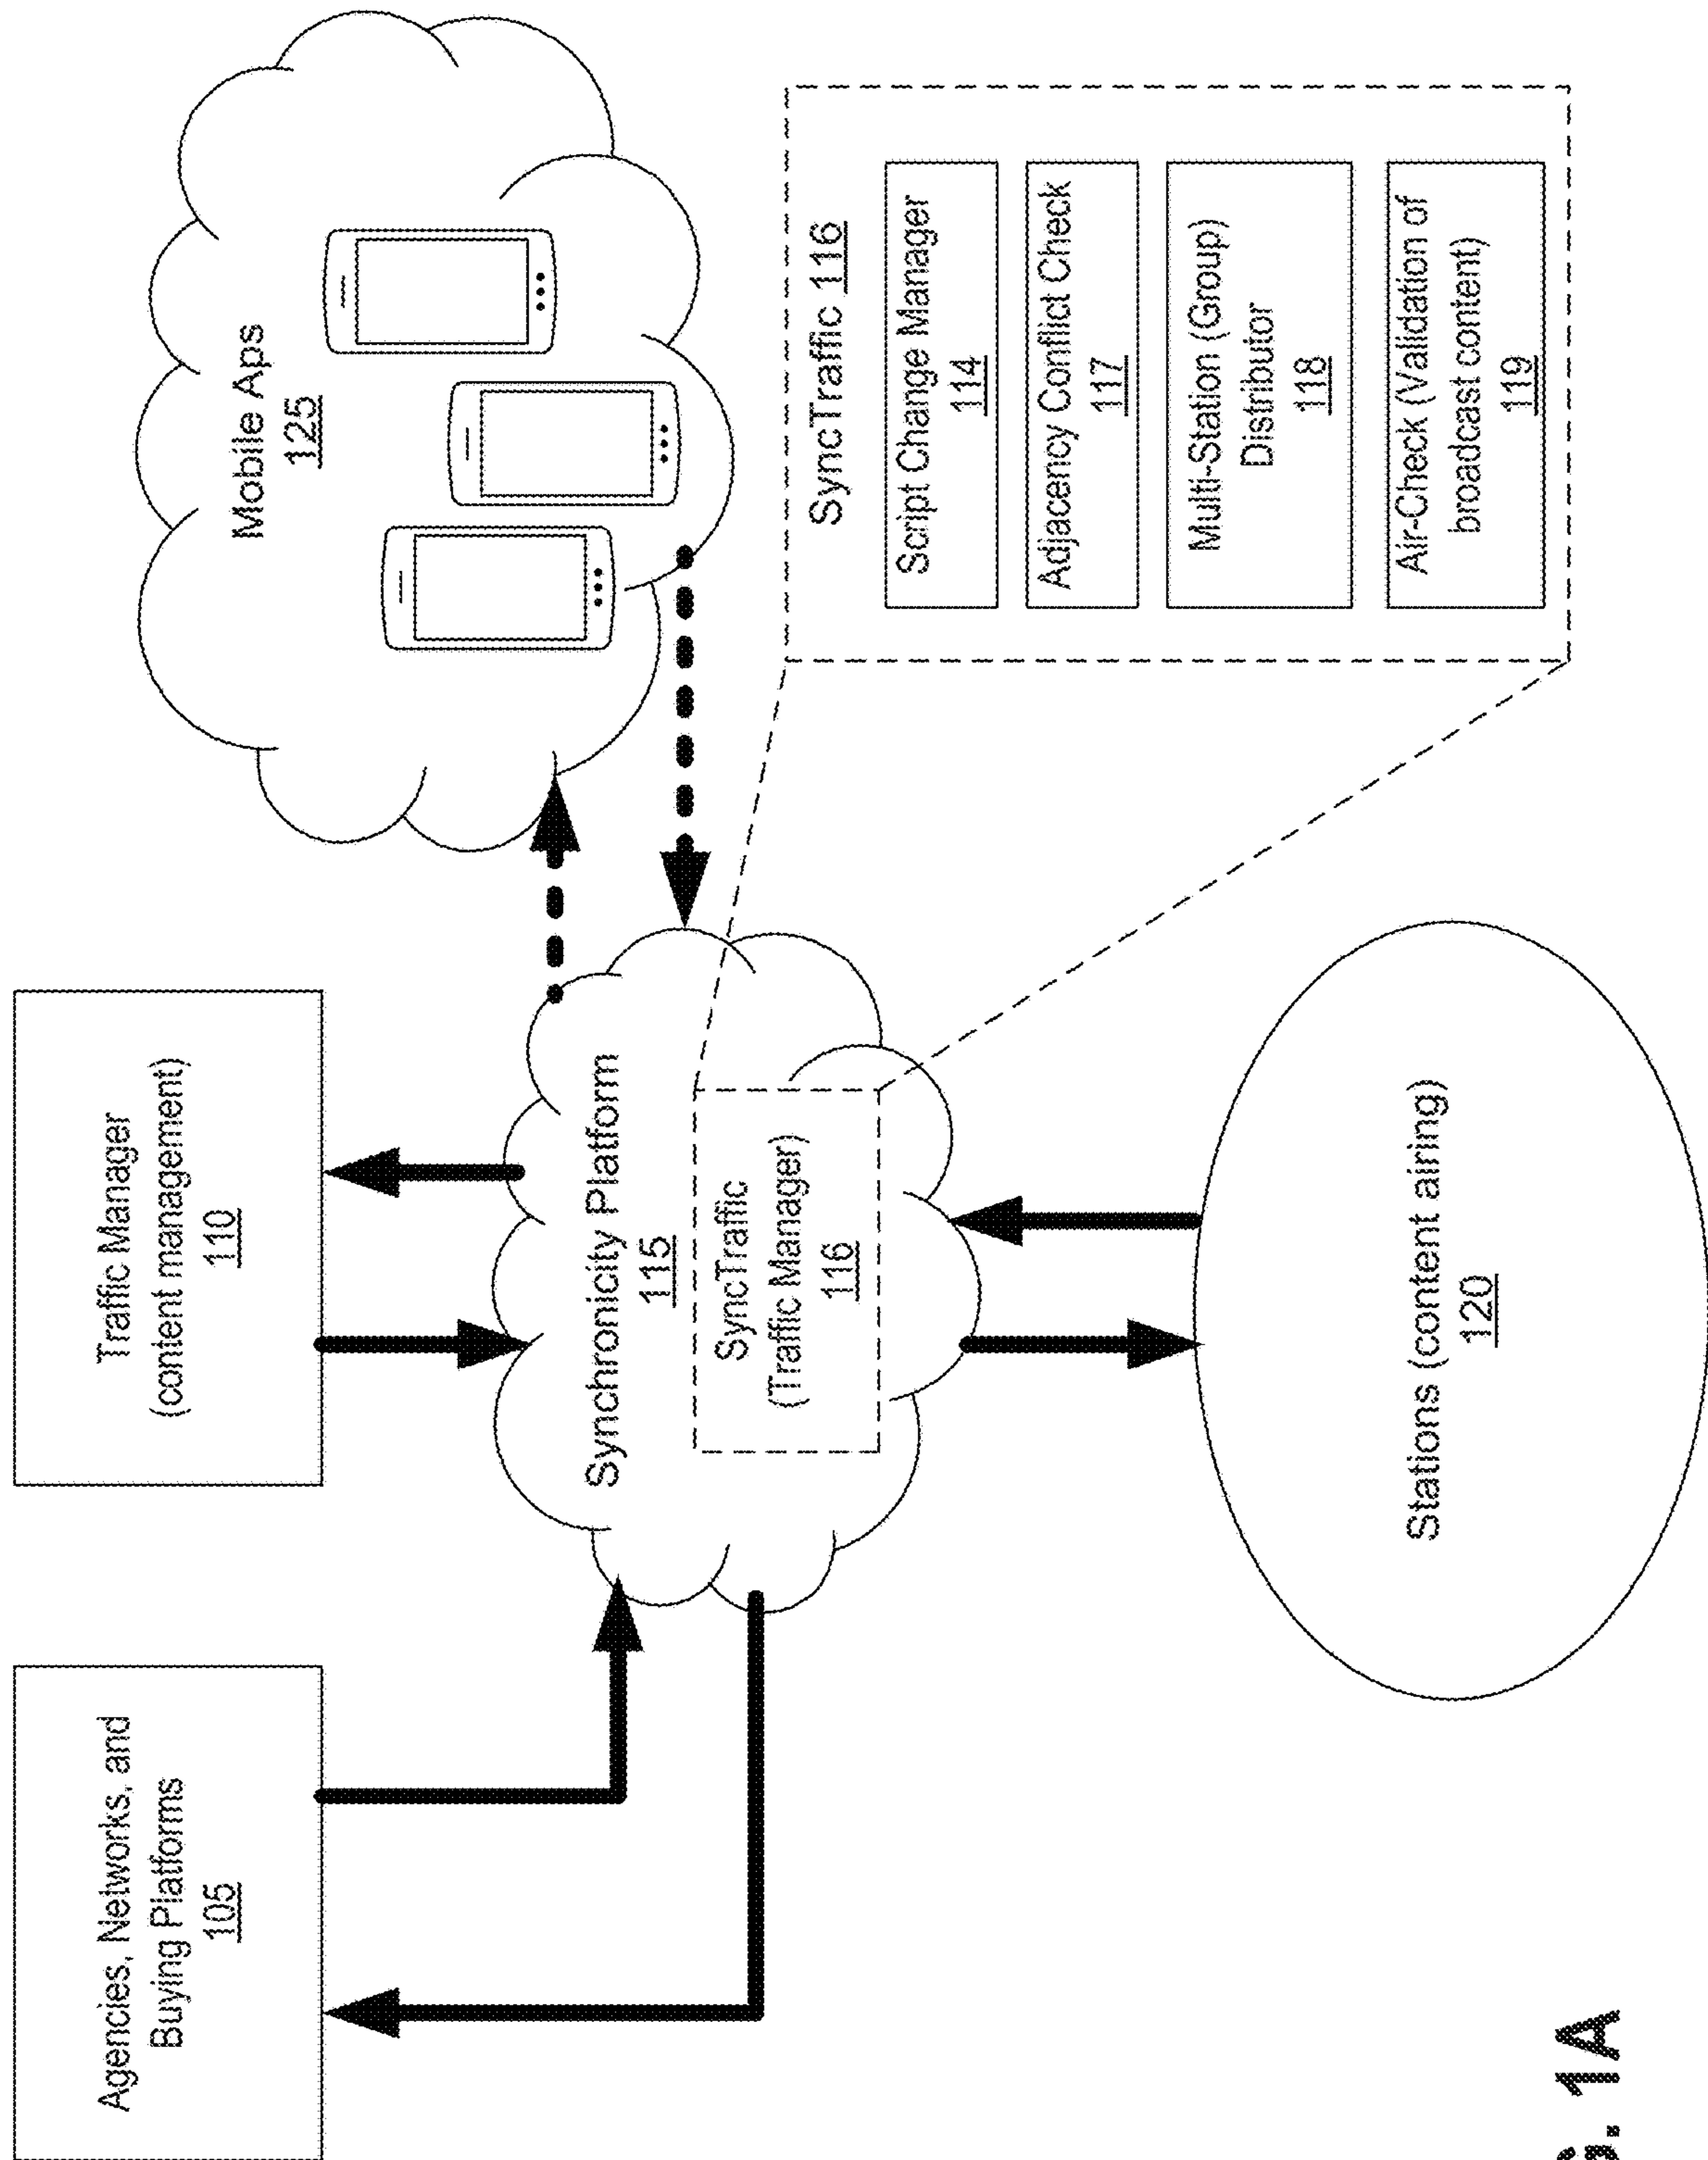 Agencies, Networks, and
Buying Platforms
105
Traffic Manager
(content management)
110
Mobile Aps
125
Synchronicity Platform
115
SyncTraffic
(Traffic Manager)
116
SyncTraffic 116
Script Change Manager
114
Adjacency Conflict Check
117
Multi-Station (Group)
Distributor
118
Air-Check (Validation of
broadcast content)
119
Stations (content airing)
120
G. 1A